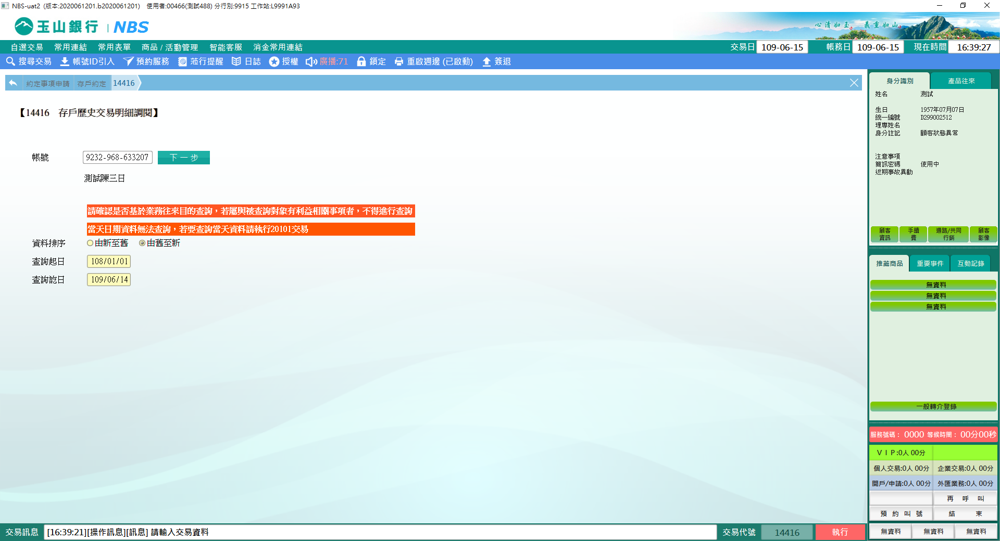 NBS-uat2 (版本:2020061201.b2020061201) 使用者:00466(測試488) 分行別:9915 工作站:L9991A93
玉山銀行 | NBS
心清如玉 義重如山
自選交易 常用連結 常用表單 商品 / 活動管理 智能客服 消金常用連結 交易日 109-06-15 帳務日 109-06-15 現在時間 16:39:27
搜尋交易 帳號ID引入 預約服務 蒞行提醒 日誌 授權 廣播:71 鎖定 重啟週邊 (已啟動) 簽退
約定事項申請 存戶約定 14416
【14416 存戶歷史交易明細調閱】
帳號 9232-968-633207 下一步
測試陳三日
請確認是否基於業務往來目的查詢，若屬與被查詢對象有利益相關事項者，不得進行查詢
當天日期資料無法查詢，若要查詢當天資料請執行20101交易
資料排序 由新至舊 由舊至新
查詢起日 108/01/01
查詢訖日 109/06/14
身分識別 產品往來
姓名 測試
生日 1957年07月07日
統一編號 D299002512
理專姓名
身分註記 顧客狀態異常
注意事項
簡訊密碼 使用中
近期事故異動
顧客資訊 手續費 通路/共同行銷 顧客影像
推薦商品 重要事件 互動記錄
無資料
無資料
無資料
一般轉介登錄
服務號碼： 0000 等候時間： 00分00秒
ＶＩＰ:0人 00分
個人交易:0人 00分 企業交易:0人 00分
開戶/申請:0人 00分 外匯業務:0人 00分
再 呼 叫
預 約 叫 號 結 束
無資料 無資料 無資料
交易訊息 [16:39:21][操作訊息][訊息] 請輸入交易資料 交易代號 14416 執行